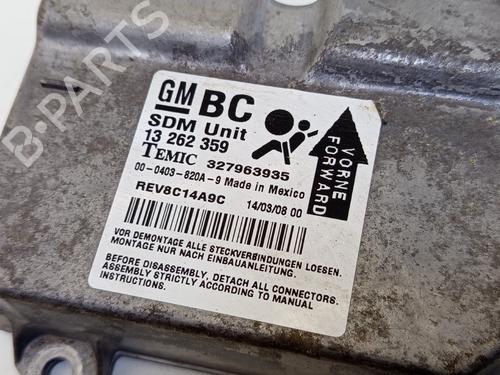 B-PARTS
GM BC
SDM Unit
13 262 359
TEMIC 327963935
00-0403-820A-9 Made in Mexico
REV8C14A9C 14/03/08 00
VORNE
FORWARD
VOR DEMONTAGE ALLE STECKVERBINDUNGEN LOESEN.
MONTAGE NUR NACH EINBAUANLEITUNG.
BEFORE DISASSEMBLY, DETACH ALL CONNECTORS.
ASSEMBLY STRICTLY ACCORDING TO MANUAL
INSTRUCTIONS.